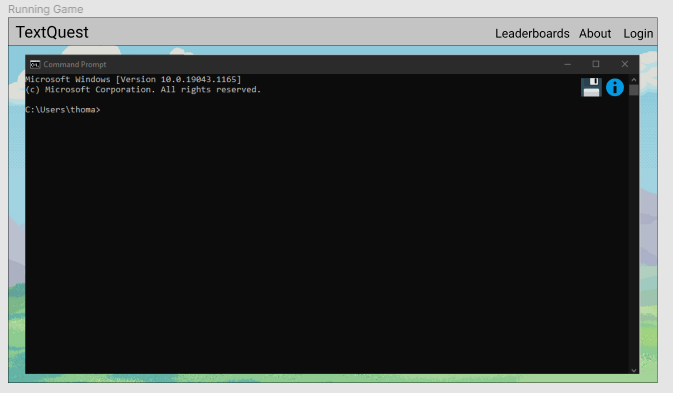 Running Game
TextQuest
Leaderboards About Login
Command Prompt
Microsoft Windows [Version 10.0.19043.1165]
(c) Microsoft Corporation. All rights reserved.
C:\Users\thoma>